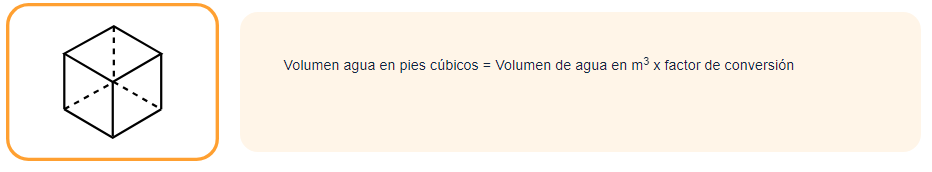 Volumen agua en pies cúbicos = Volumen de agua en m³ x factor de conversión